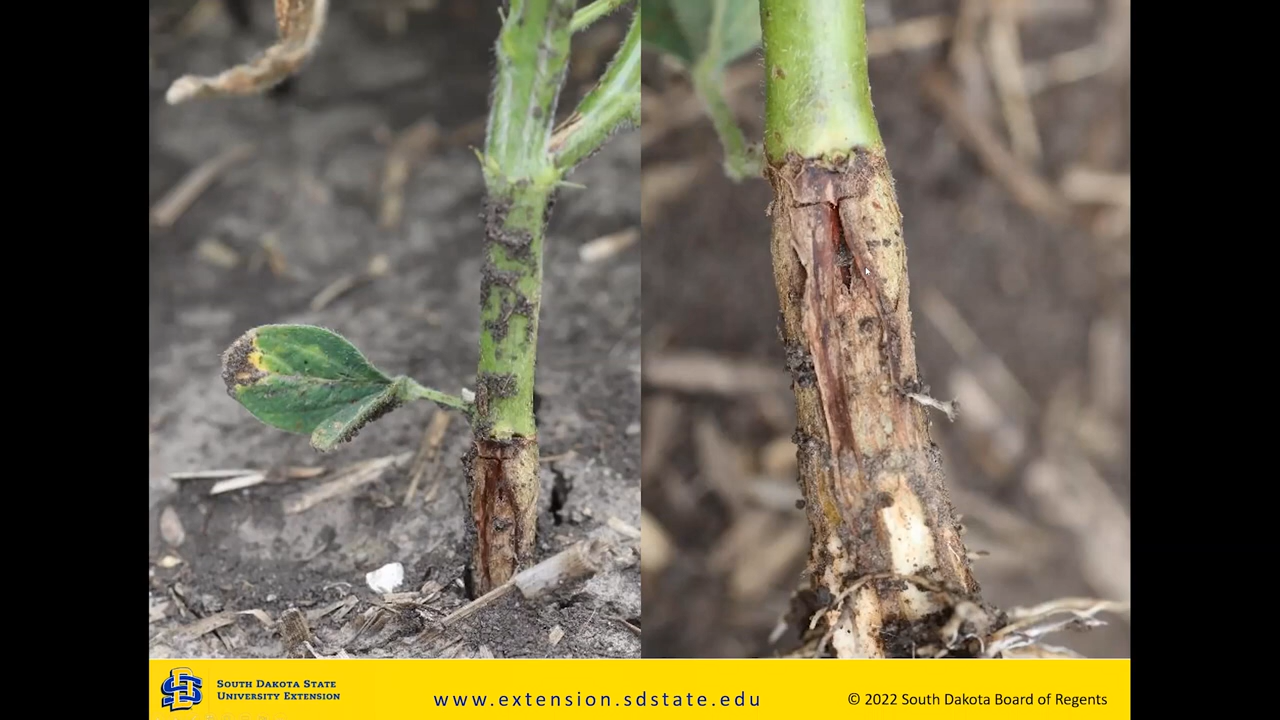 South Dakota State
University Extension
www.extension.sdstate.edu
© 2022 South Dakota Board of Regents